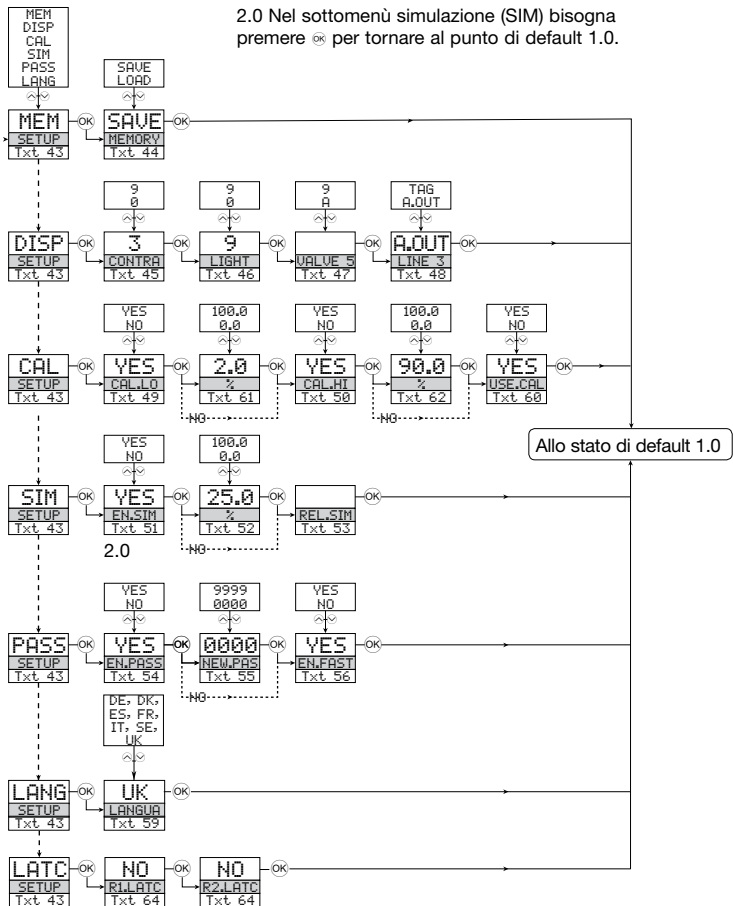 2.0 Nel sottomenù simulazione (SIM) bisogna
premere OK per tornare al punto di default 1.0.
MEM
DISP
CAL
SIM
PASS
LANG
SAVE
LOAD
MEM OK SAVE OK
SETUP MEMORY
Txt 43 Txt 44
9 9 9 TAG
0 0 A A.OUT
DISP OK 3 OK 9 OK OK A.OUT OK
SETUP CONTRA LIGHT VALVE 5 LINE 3
Txt 43 Txt 45 Txt 46 Txt 47 Txt 48
YES 100.0 YES 100.0 YES
NO 0.0 NO 0.0 NO
CAL OK YES OK 2.0 OK YES OK 90.0 OK YES OK
SETUP CAL.LO % CAL.HI % USE.CAL
Txt 43 Txt 49 Txt 61 Txt 50 Txt 62 Txt 60
NO NO
Allo stato di default 1.0
YES 100.0
NO 0.0
SIM OK YES OK 25.0 OK OK
SETUP EN.SIM % REL.SIM
Txt 43 Txt 51 Txt 52 Txt 53
2.0 NO
YES 9999 YES
NO 0000 NO
PASS OK YES OK 0000 OK YES OK
SETUP EN.PASS NEW.PAS EN.FAST
Txt 43 Txt 54 Txt 55 Txt 56
NO
DE, DK,
ES, FR,
IT, SE,
UK
LANG OK UK OK
SETUP LANGUA
Txt 43 Txt 59
LATC OK NO OK NO OK
SETUP R1.LATC R2.LATC
Txt 43 Txt 64 Txt 64